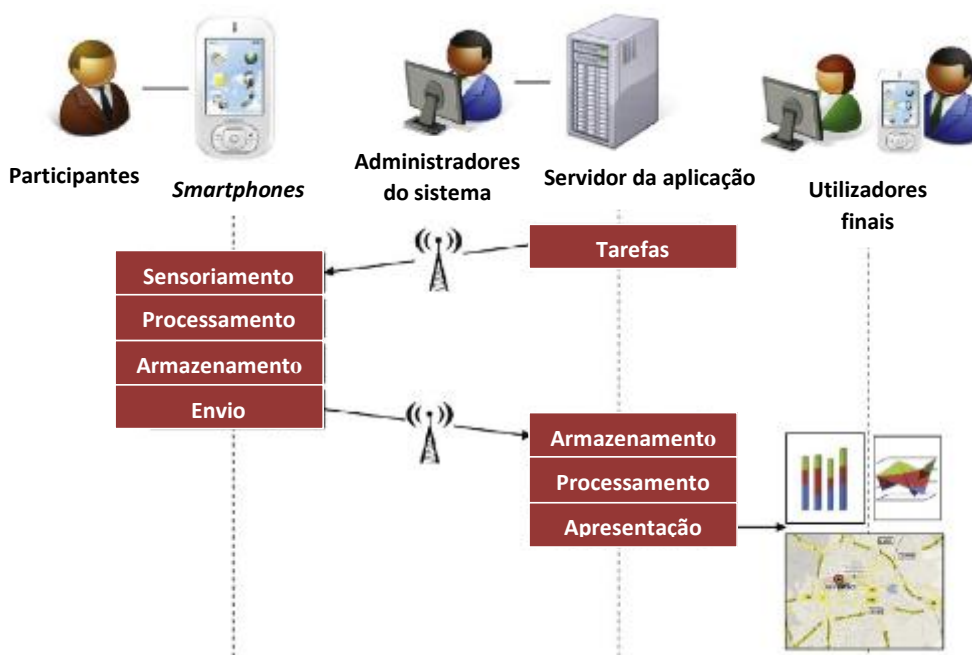 Participantes
Smartphones
Administradores
do sistema
Servidor da aplicação
Utilizadores
finais
Tarefas
Sensoriamento
Processamento
Armazenamento
Envio
Armazenamento
Processamento
Apresentação